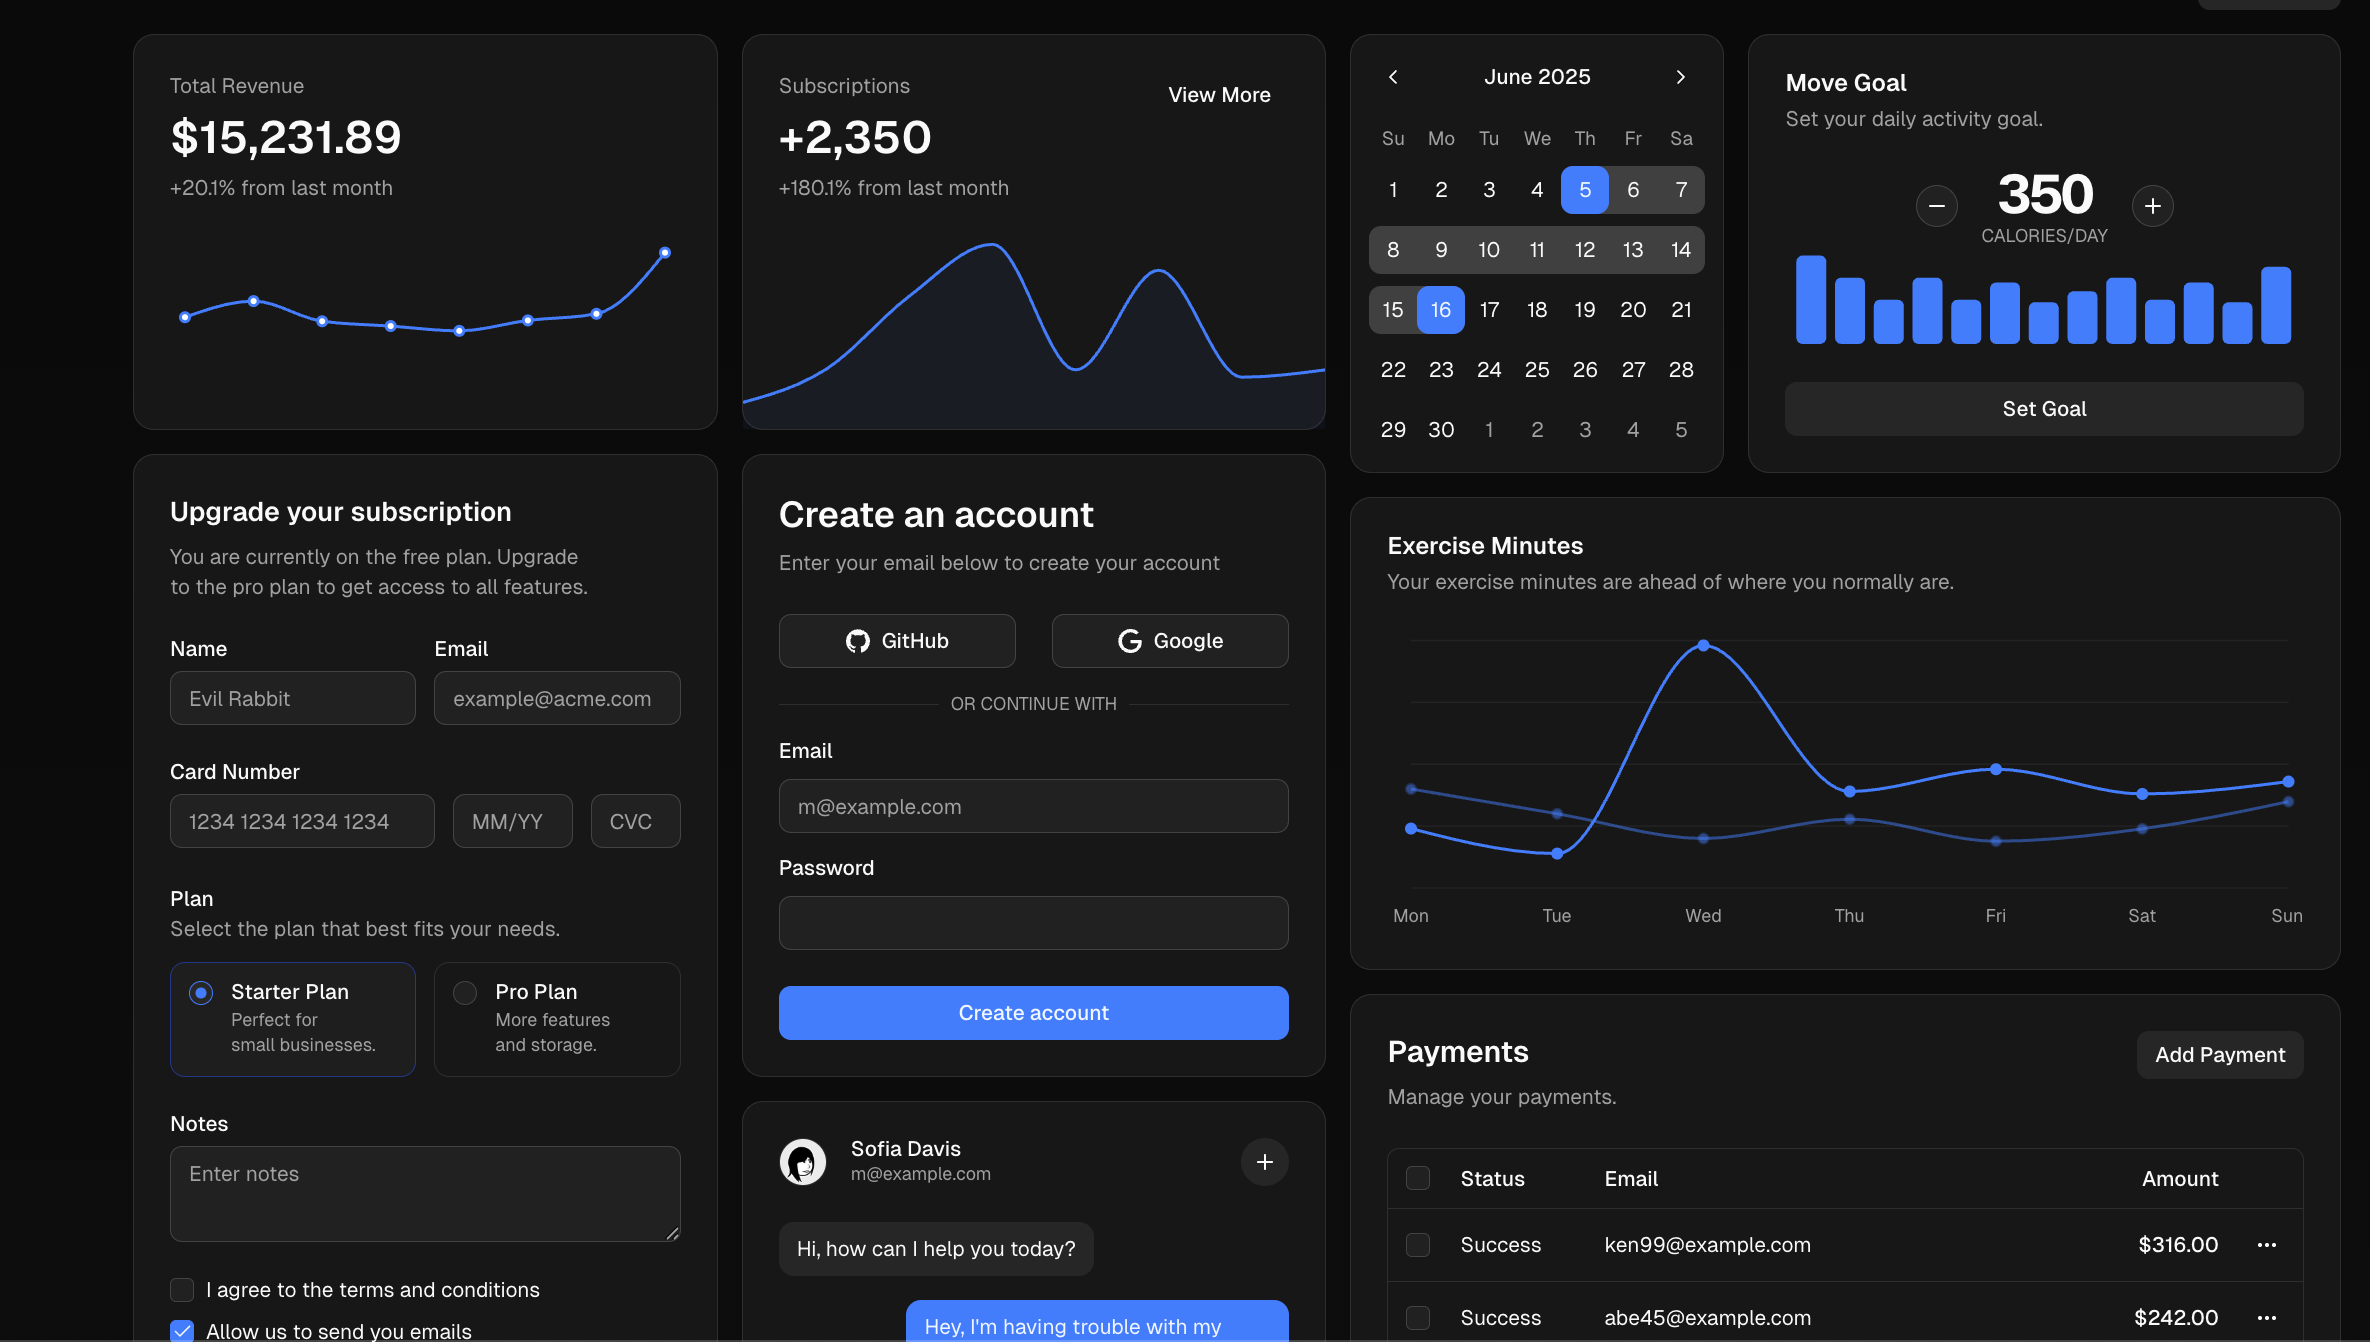 Total Revenue
$15,231.89
+20.1% from last month
Subscriptions
+2,350
+180.1% from last month
View More
June 2025
Su Mo Tu We Th Fr Sa
1 2 3 4 5 6 7
8 9 10 11 12 13 14
15 16 17 18 19 20 21
22 23 24 25 26 27 28
29 30 1 2 3 4 5
Move Goal
Set your daily activity goal.
350
CALORIES/DAY
Set Goal
Upgrade your subscription
You are currently on the free plan. Upgrade
to the pro plan to get access to all features.
Name Email
Evil Rabbit example@acme.com
Card Number
1234 1234 1234 1234 MM/YY CVC
Plan
Select the plan that best fits your needs.
Starter Plan
Perfect for
small businesses.
Pro Plan
More features
and storage.
Notes
Enter notes
I agree to the terms and conditions
Allow us to send you emails
Create an account
Enter your email below to create your account
GitHub Google
OR CONTINUE WITH
Email
m@example.com
Password
Create account
Sofia Davis
m@example.com
Hi, how can I help you today?
Hey, I'm having trouble with my
Exercise Minutes
Your exercise minutes are ahead of where you normally are.
Mon Tue Wed Thu Fri Sat Sun
Payments
Manage your payments.
Add Payment
Status Email Amount
Success ken99@example.com $316.00
Success abe45@example.com $242.00